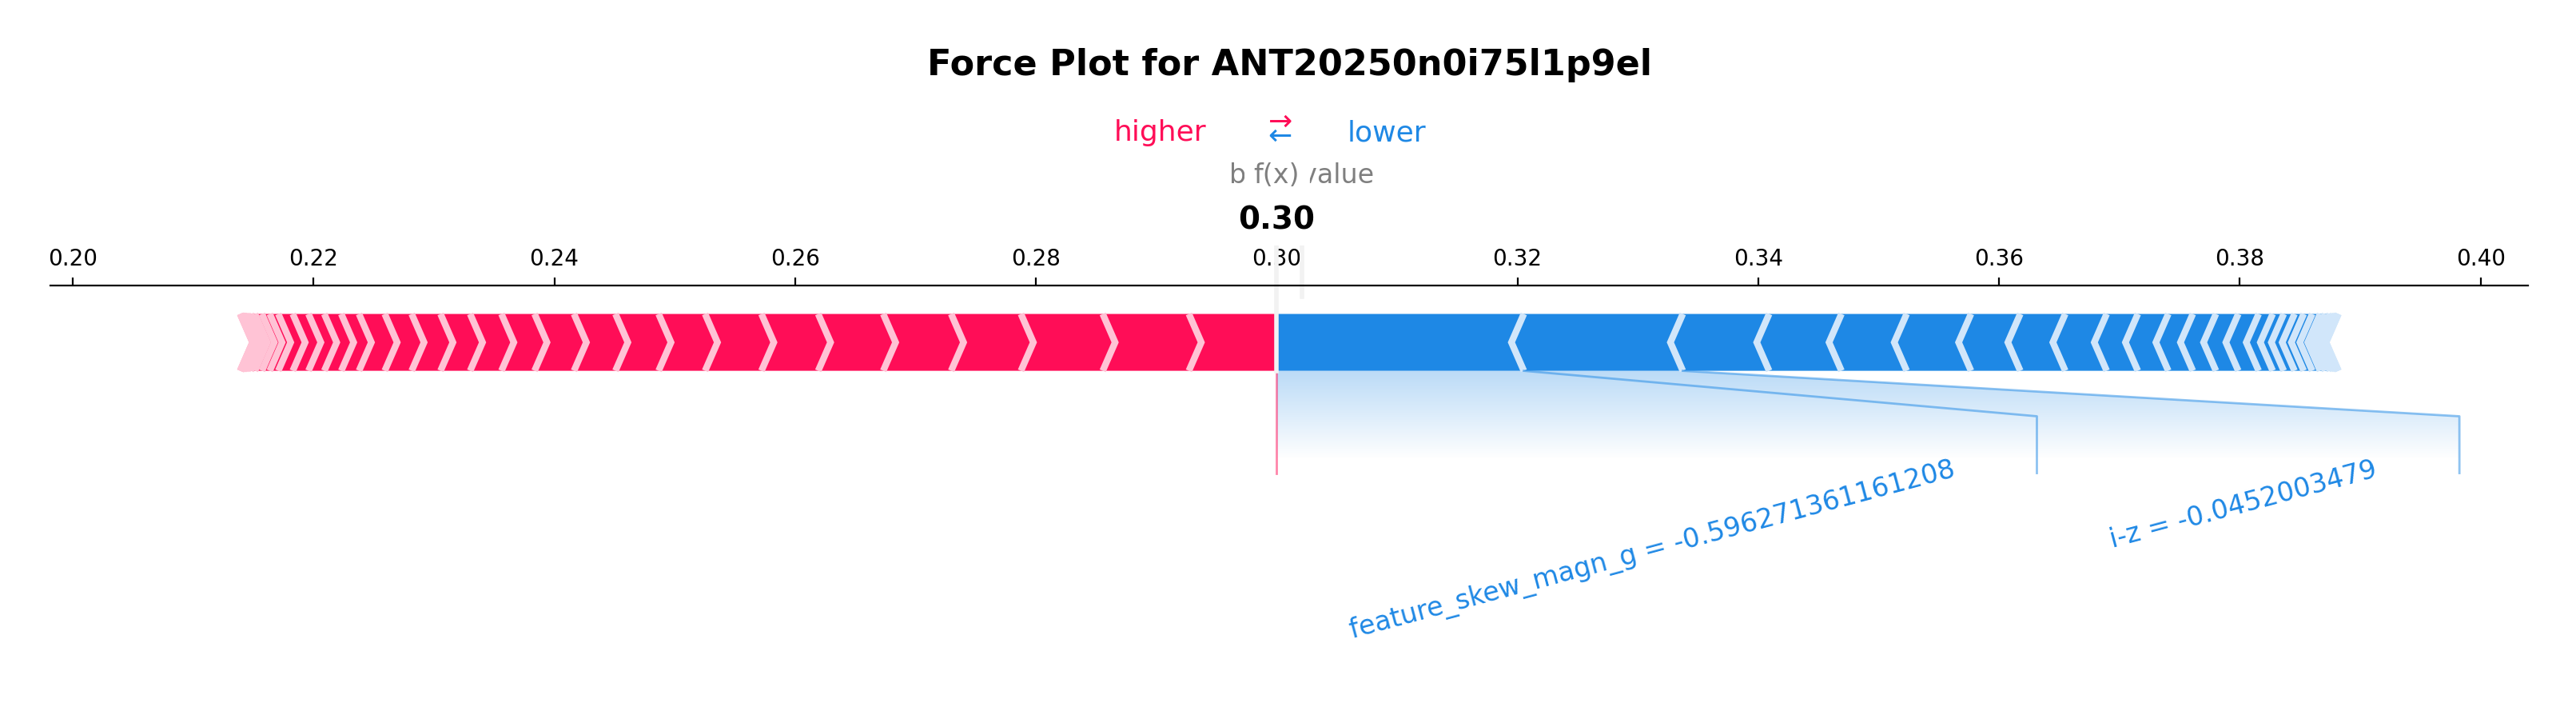 Force Plot for ANT20250n0i75l1p9el
higher ⇄ lower
b f(x) value
0.30
0.20 0.22 0.24 0.26 0.28 0.30 0.32 0.34 0.36 0.38 0.40
feature_skew_magn_g = -0.596271361161208
i-z = -0.0452003479